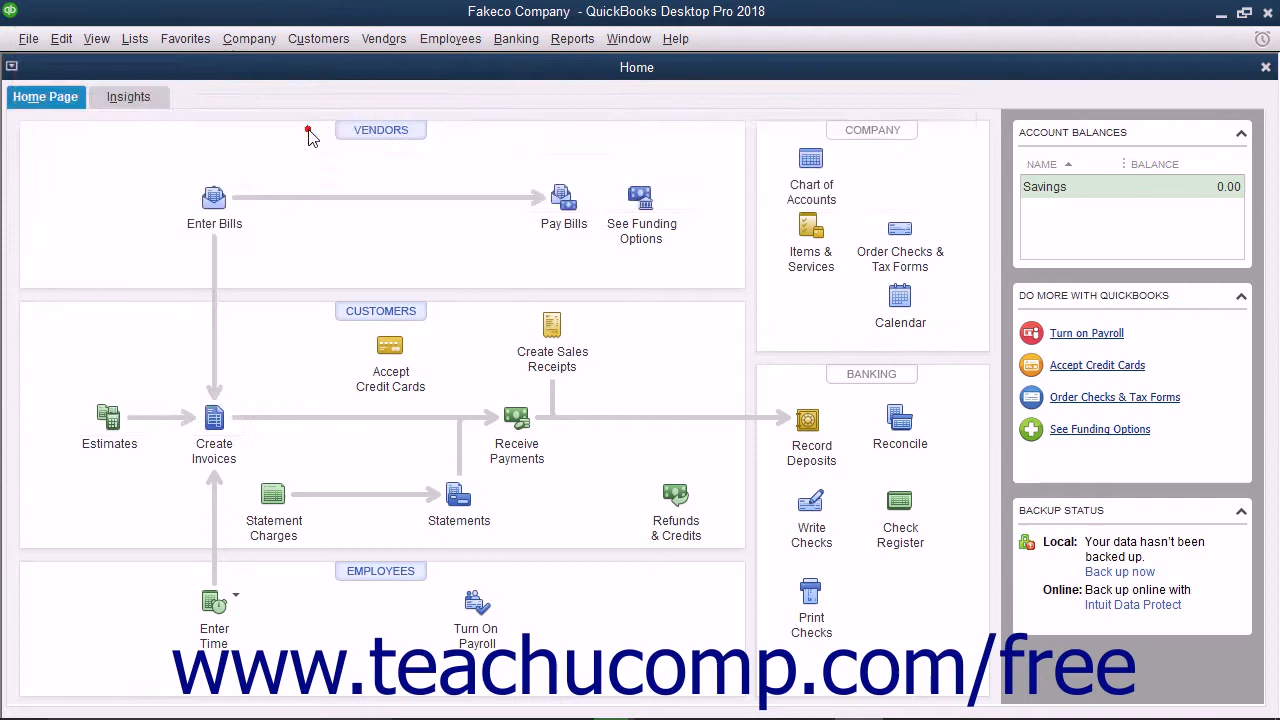 Fakeco Company - QuickBooks Desktop Pro 2018
File Edit View Lists Favorites Company Customers Vendors Employees Banking Reports Window Help
Home
Home Page Insights
VENDORS
Enter Bills
Pay Bills
See Funding
Options
CUSTOMERS
Accept
Credit Cards
Create Sales
Receipts
Estimates
Create
Invoices
Receive
Payments
Statement
Charges
Statements
Refunds
& Credits
EMPLOYEES
Enter
Time
Turn On
Payroll
COMPANY
Chart of
Accounts
Items &
Services
Order Checks &
Tax Forms
Calendar
BANKING
Record
Deposits
Reconcile
Write
Checks
Check
Register
Print
Checks
ACCOUNT BALANCES
NAME BALANCE
Savings 0.00
DO MORE WITH QUICKBOOKS
Turn on Payroll
Accept Credit Cards
Order Checks & Tax Forms
See Funding Options
BACKUP STATUS
Local: Your data hasn't been
backed up.
Back up now
Online: Back up online with
Intuit Data Protect
www.teachucomp.com/free